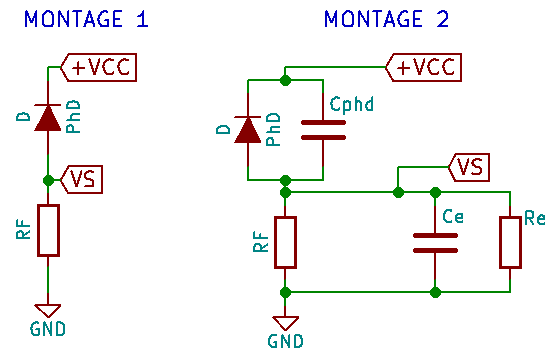 MONTAGE 1
+VCC
D
PhD
VS
RF
GND
MONTAGE 2
+VCC
Cphd
D
PhD
VS
RF
Ce
Re
GND